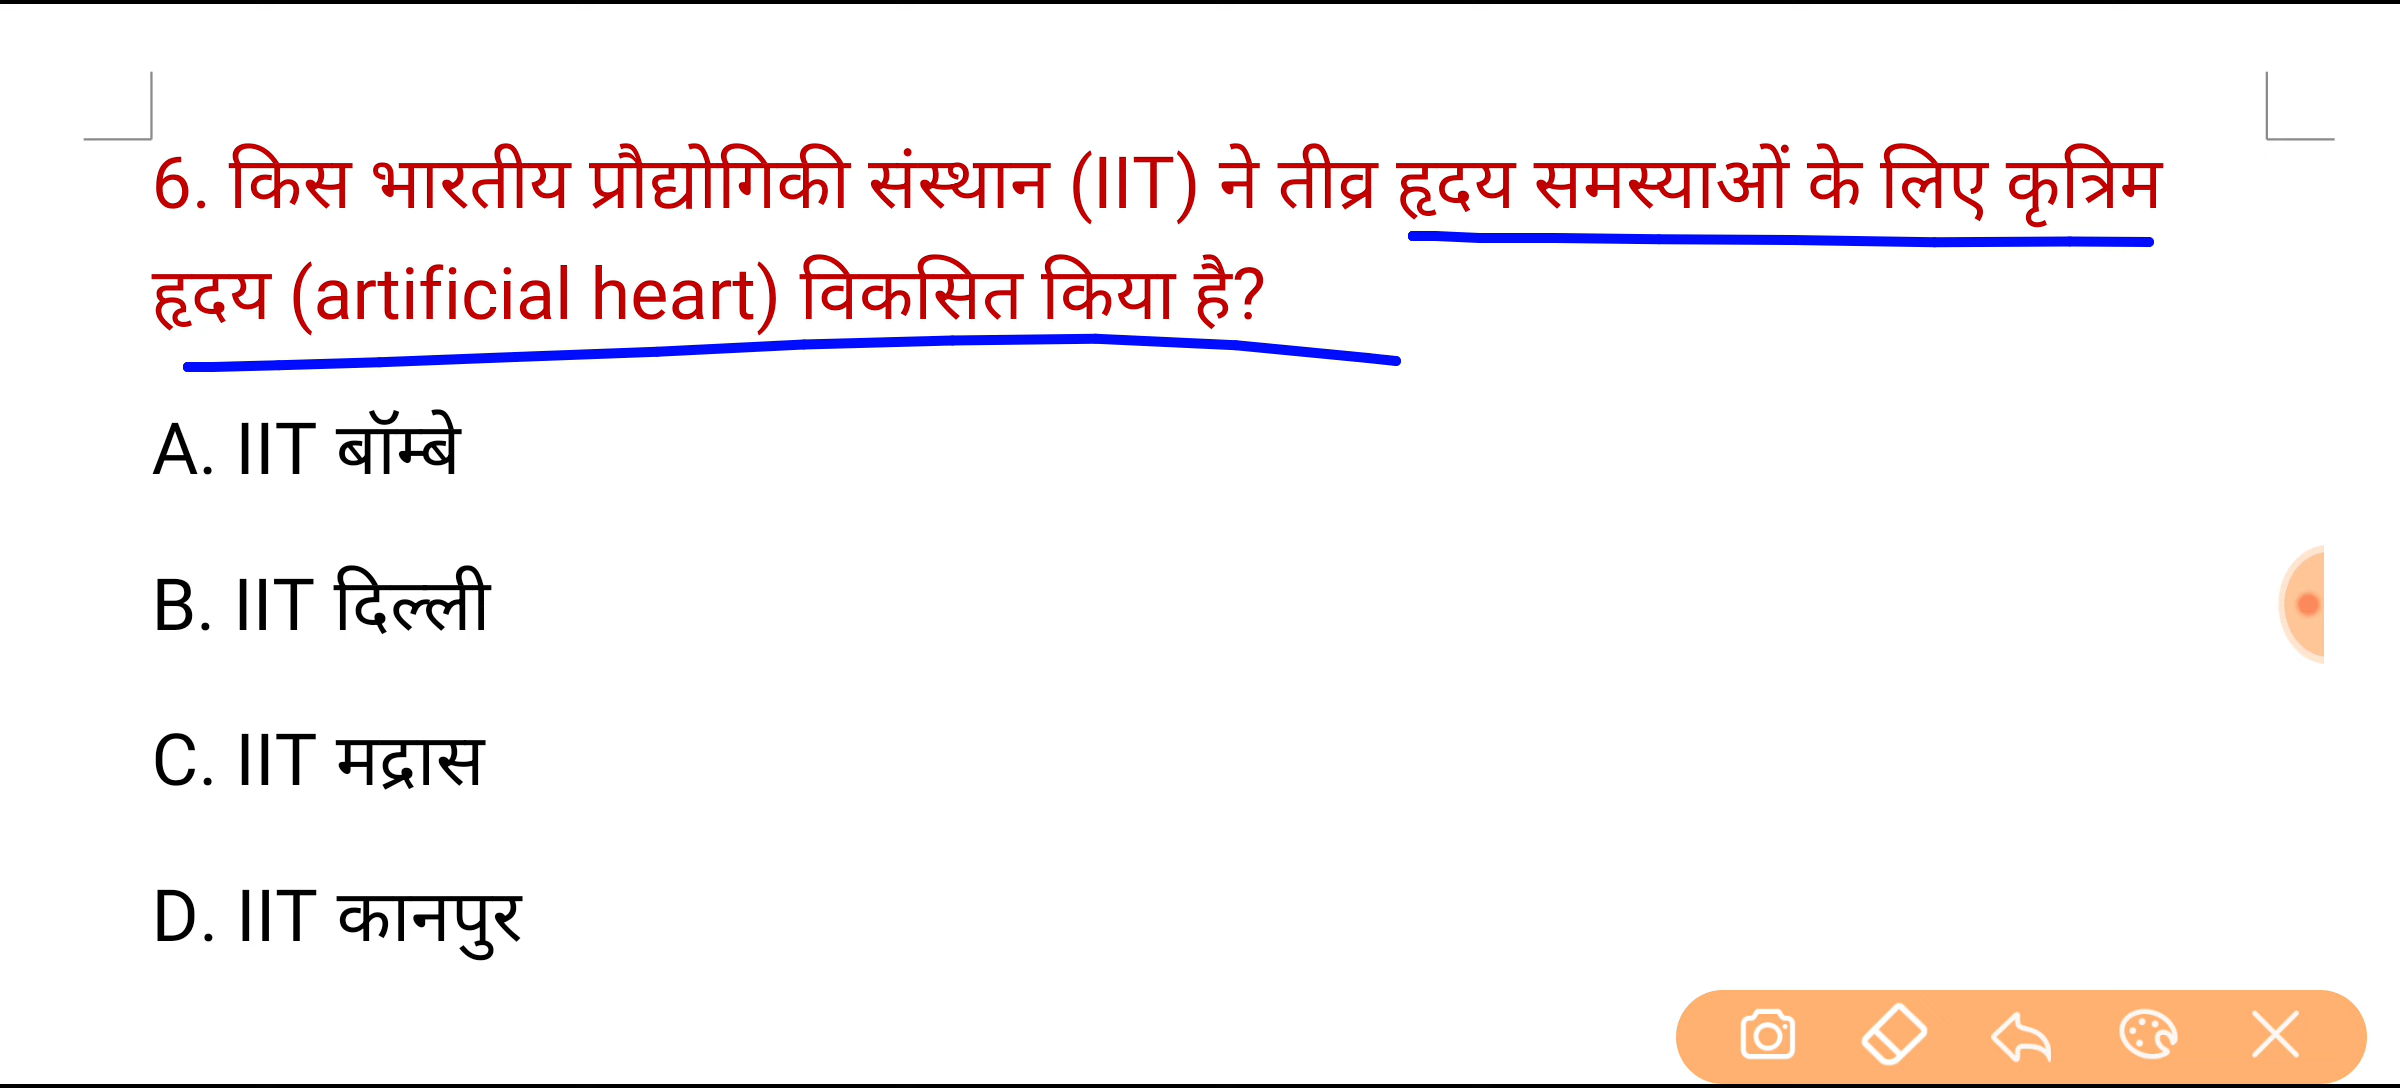 6. किस भारतीय प्रौद्योगिकी संस्थान (IIT) ने तीव्र हृदय समस्याओं के लिए कृत्रिम
हृदय (artificial heart) विकसित किया है?
A. IIT बॉम्बे
B. IIT दिल्ली
C. IIT मद्रास
D. IIT कानपुर